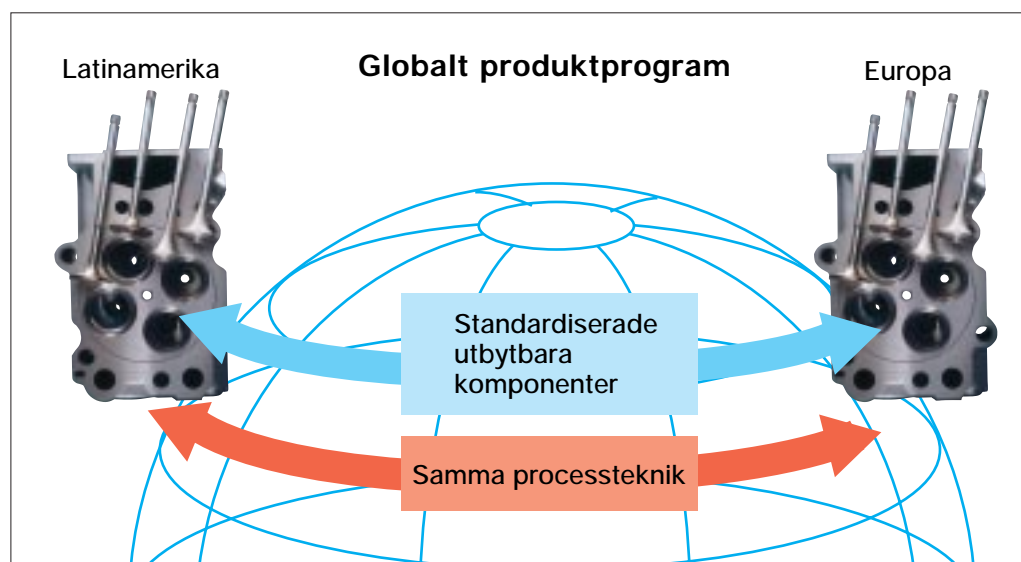 Latinamerika
Globalt produktprogram
Europa
Standardiserade
utbytbara
komponenter
Samma processteknik